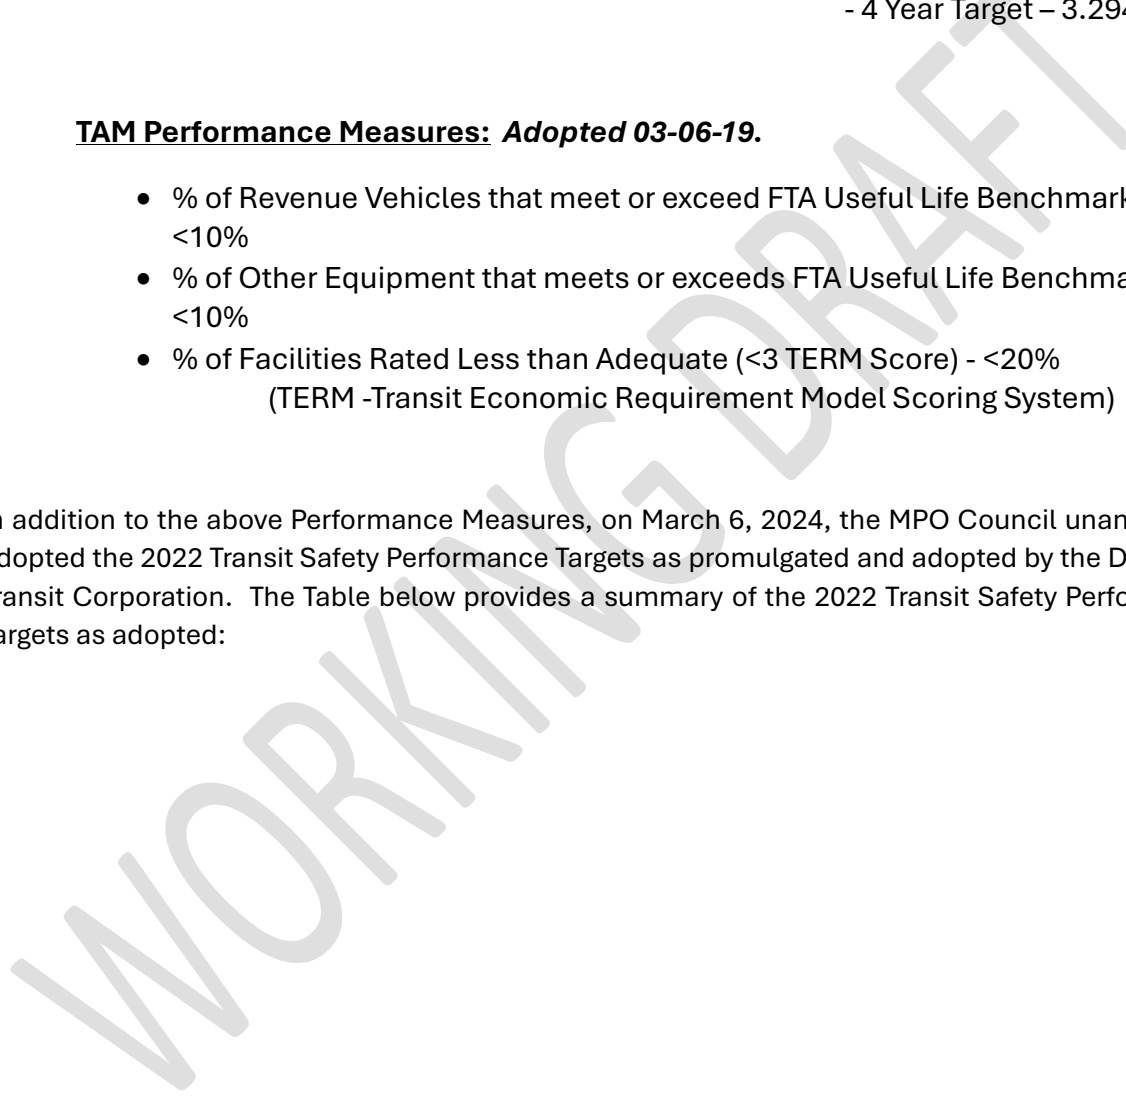 - 4 Year Target – 3.294
TAM Performance Measures: Adopted 03-06-19.
• % of Revenue Vehicles that meet or exceed FTA Useful Life Benchmark
<10%
• % of Other Equipment that meets or exceeds FTA Useful Life Benchma
<10%
• % of Facilities Rated Less than Adequate (<3 TERM Score) - <20%
(TERM -Transit Economic Requirement Model Scoring System)
n addition to the above Performance Measures, on March 6, 2024, the MPO Council unan
dopted the 2022 Transit Safety Performance Targets as promulgated and adopted by the D
ransit Corporation. The Table below provides a summary of the 2022 Transit Safety Perfo
argets as adopted:
WORKING DRAFT